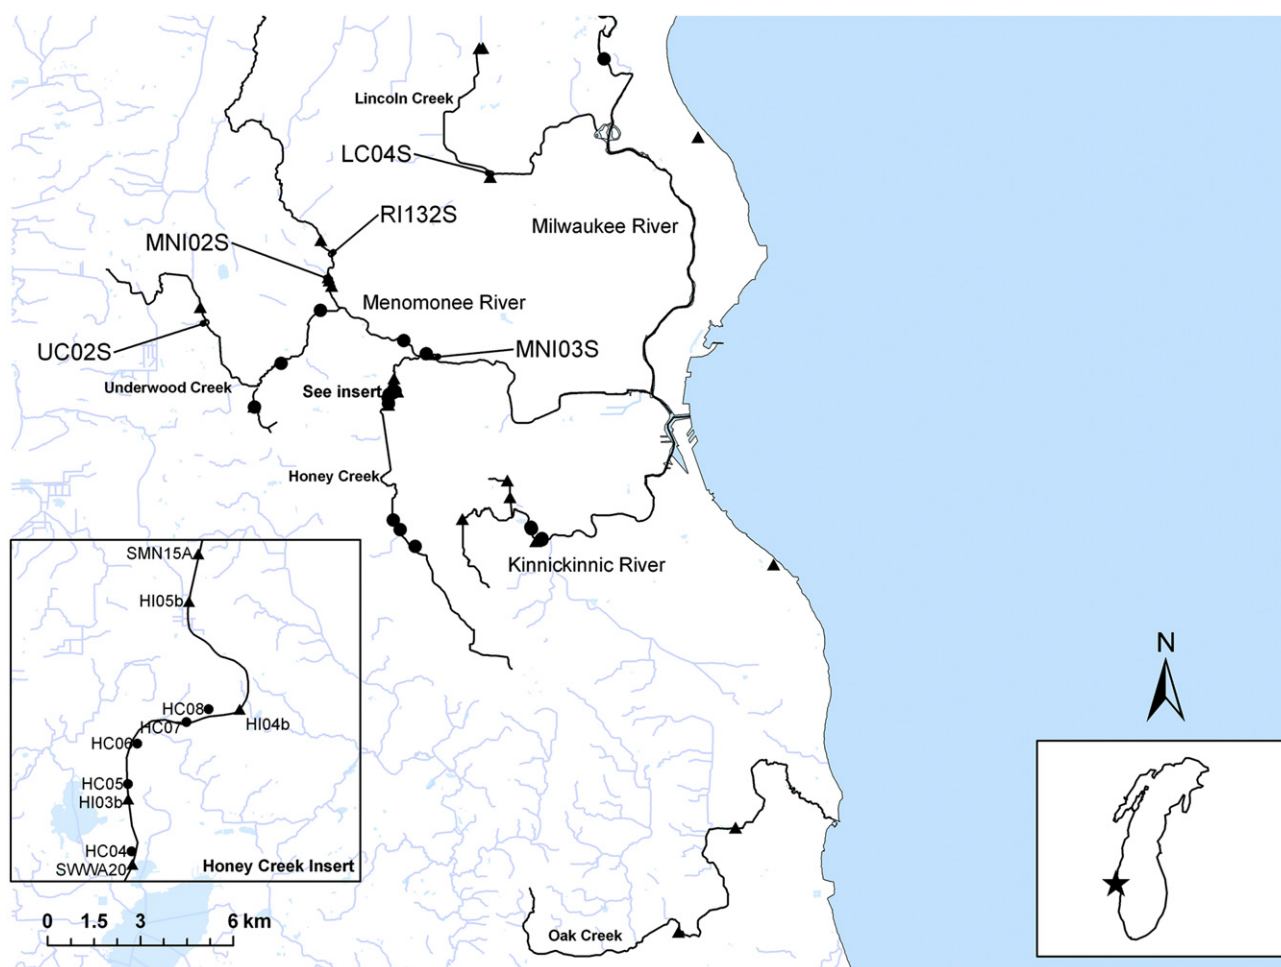 Lincoln Creek
LC04S
RI132S
Milwaukee River
MNI02S
Menomonee River
UC02S
MNI03S
Underwood Creek
See insert
Honey Creek
Kinnickinnic River
SMN15A
HI05b
HC08
HI04b
HC07
HC06
HC05
HI03b
HC04
SWWA20
Honey Creek Insert
N
0 1.5 3 6 km
Oak Creek